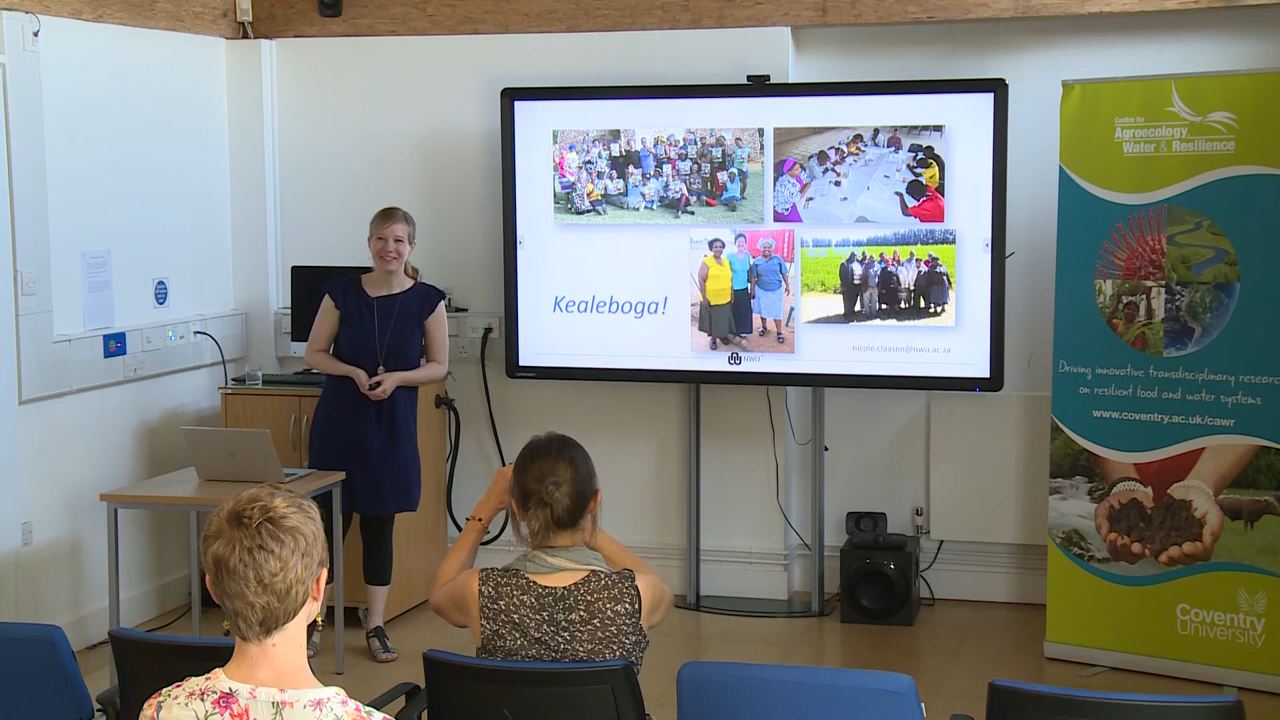 Kealeboga!
nicole.claasen@nwu.ac.za
NWU
Centre for
Agroecology,
Water & Resilience
Driving innovative transdisciplinary research
on resilient food and water systems
www.coventry.ac.uk/cawr
Coventry
University